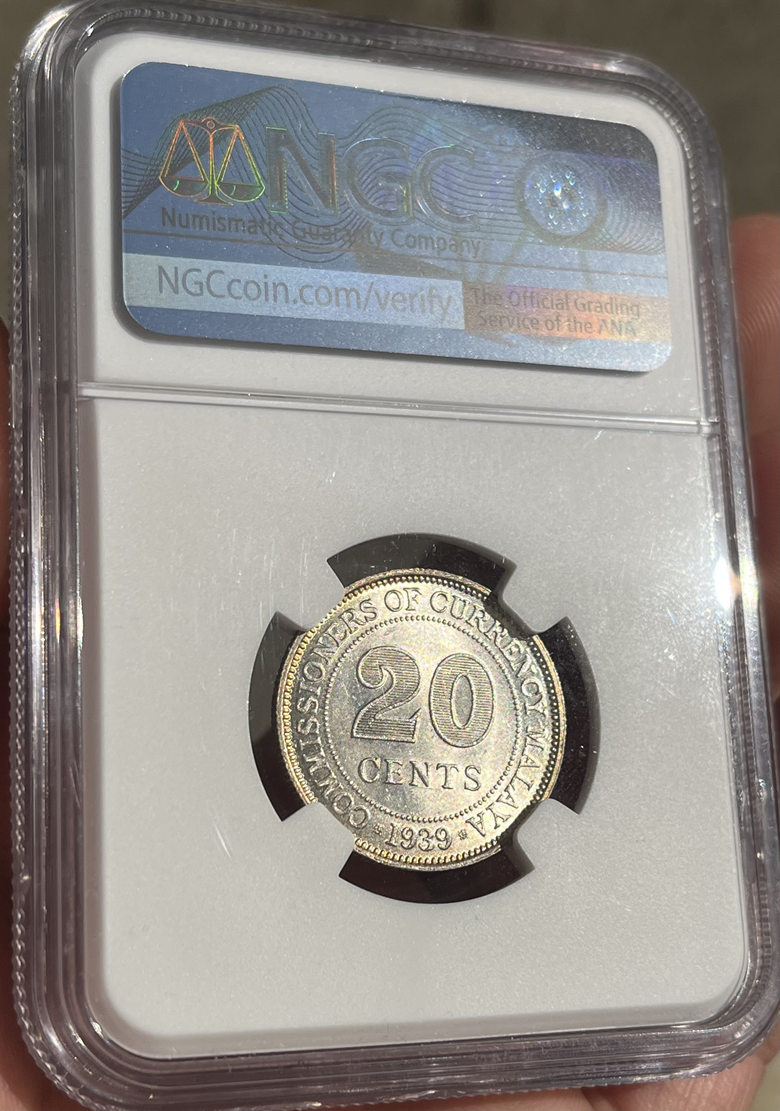 NGC
Numismatic Guaranty Company
NGCcoin.com/verify
The Official Grading
Service of the ANA
COMMISSIONERS OF CURRENCY MALAYA
20
CENTS
1939